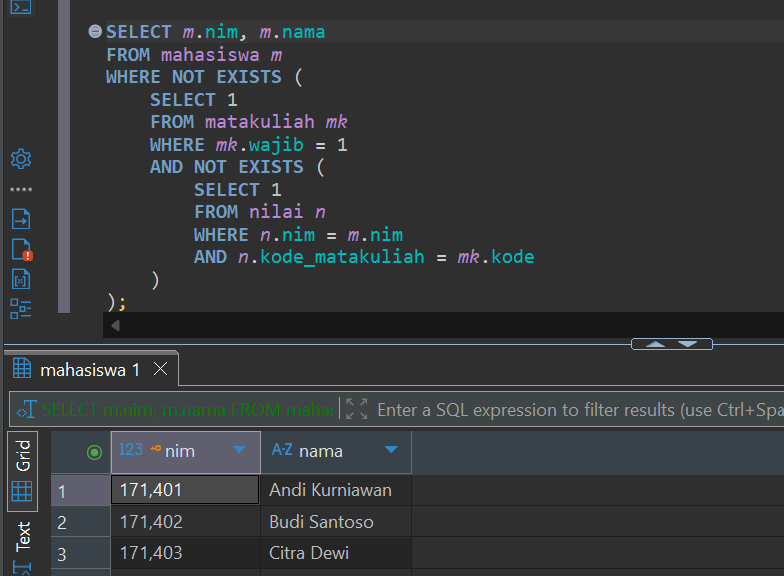 SELECT m.nim, m.nama
FROM mahasiswa m
WHERE NOT EXISTS (
SELECT 1
FROM matakuliah mk
WHERE mk.wajib = 1
AND NOT EXISTS (
SELECT 1
FROM nilai n
WHERE n.nim = m.nim
AND n.kode_matakuliah = mk.kode
)
);
mahasiswa 1
SELECT m.nim, m.nama FROM mahas
Enter a SQL expression to filter results (use Ctrl+Spa
Grid
Text
123 nim A-Z nama
1 171,401 Andi Kurniawan
2 171,402 Budi Santoso
3 171,403 Citra Dewi